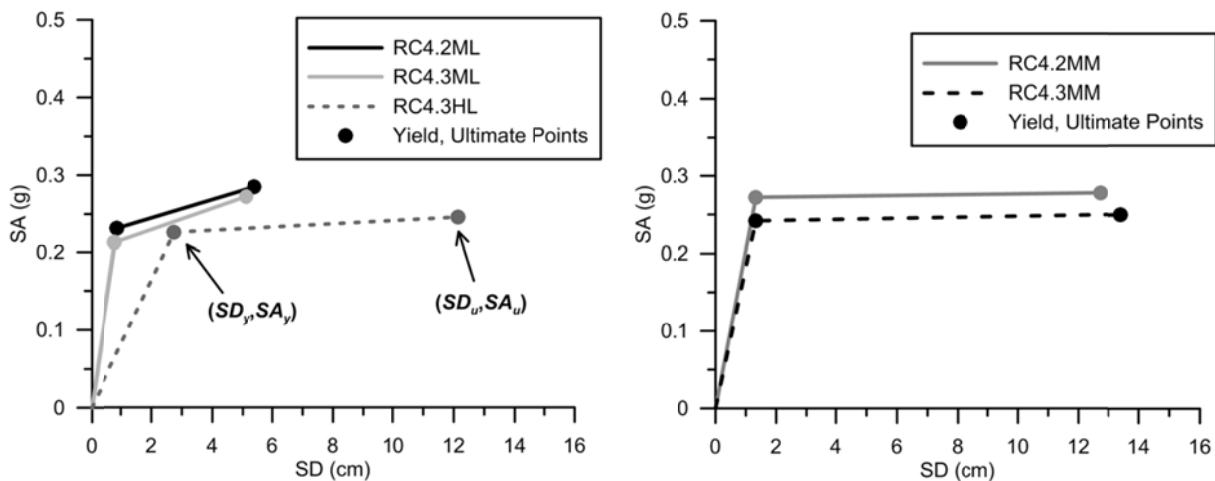 0.5
0.4
0.3
0.2
0.1
0
SA (g)
RC4.2ML
RC4.3ML
RC4.3HL
Yield, Ultimate Points
(SDy,SAy)
(SDu,SAu)
0 2 4 6 8 10 12 14 16
SD (cm)
0.5
0.4
0.3
0.2
0.1
0
SA (g)
RC4.2MM
RC4.3MM
Yield, Ultimate Points
0 2 4 6 8 10 12 14 16
SD (cm)